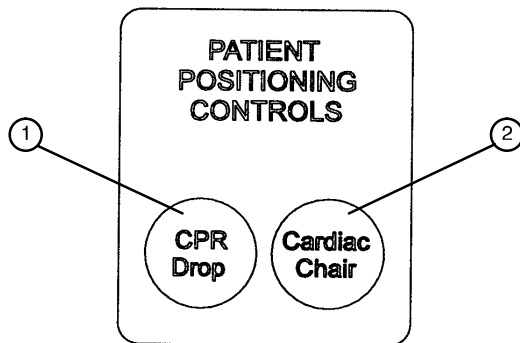 PATIENT
POSITIONING
CONTROLS
1
2
CPR
Drop
Cardiac
Chair